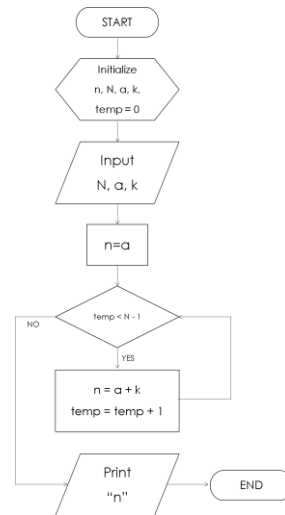 START
Initialize
n, N, a, k,
temp = 0
Input
N, a, k
n=a
temp < N - 1
NO
YES
n = a + k
temp = temp + 1
Print
“n”
END